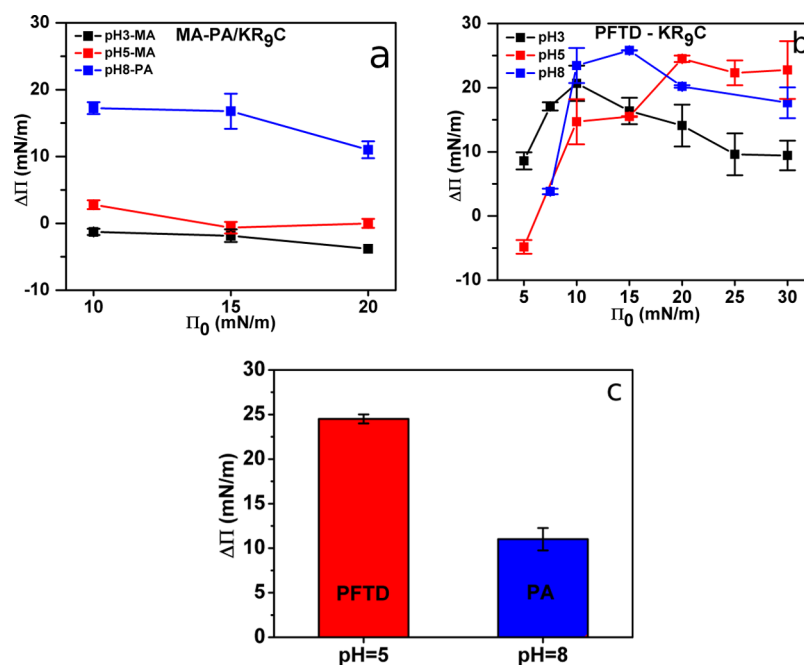 pH3-MA
pH5-MA
pH8-PA
MA-PA/KR9C
a
30
20
10
0
-10
ΔΠ (mN/m)
10 15 20
Π0 (mN/m)
PFTD - KR9C
b
pH3
pH5
pH8
30
20
10
0
-10
ΔΠ (mN/m)
5 10 15 20 25 30
Π0 (mN/m)
c
30
25
20
15
10
5
0
ΔΠ (mN/m)
PFTD PA
pH=5 pH=8